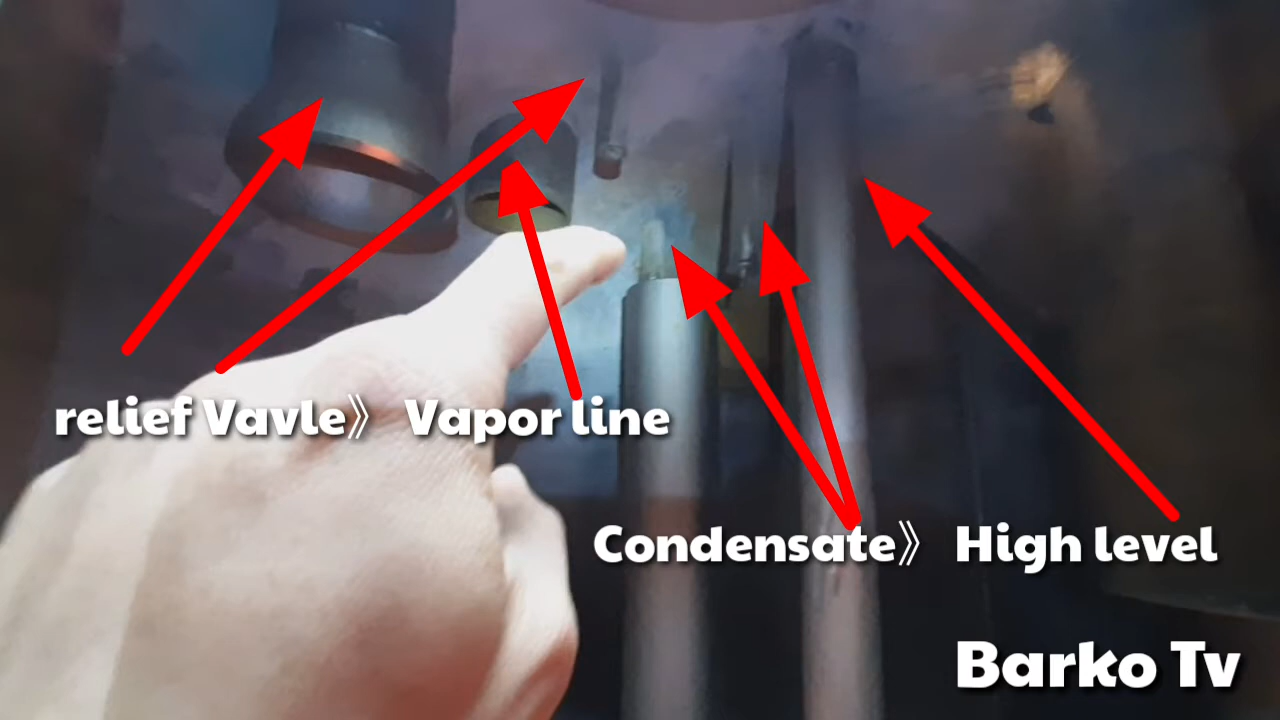 relief Vavle》 Vapor line
Condensate》 High level
Barko Tv